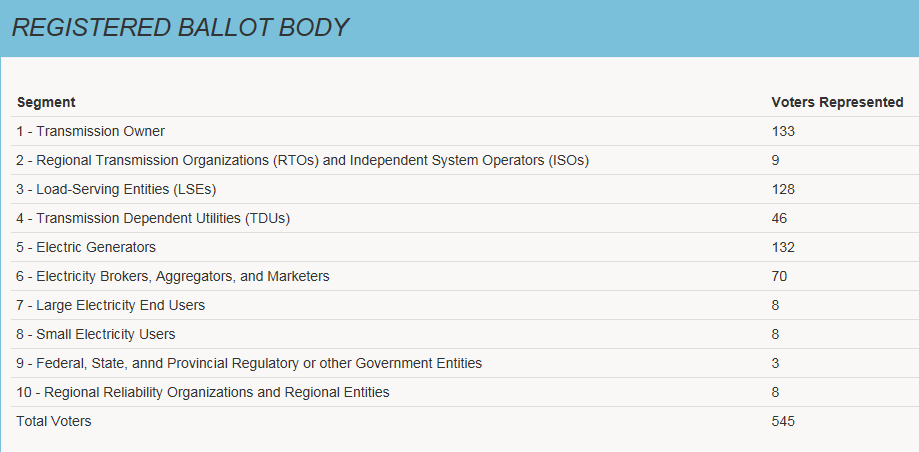 REGISTERED BALLOT BODY
Segment Voters Represented
1 - Transmission Owner 133
2 - Regional Transmission Organizations (RTOs) and Independent System Operators (ISOs) 9
3 - Load-Serving Entities (LSEs) 128
4 - Transmission Dependent Utilities (TDUs) 46
5 - Electric Generators 132
6 - Electricity Brokers, Aggregators, and Marketers 70
7 - Large Electricity End Users 8
8 - Small Electricity Users 8
9 - Federal, State, annd Provincial Regulatory or other Government Entities 3
10 - Regional Reliability Organizations and Regional Entities 8
Total Voters 545